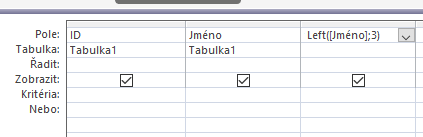 Pole: ID Jméno Left([Jméno];3)
Tabulka: Tabulka1 Tabulka1
Řadit:
Zobrazit:
Kritéria:
Nebo: